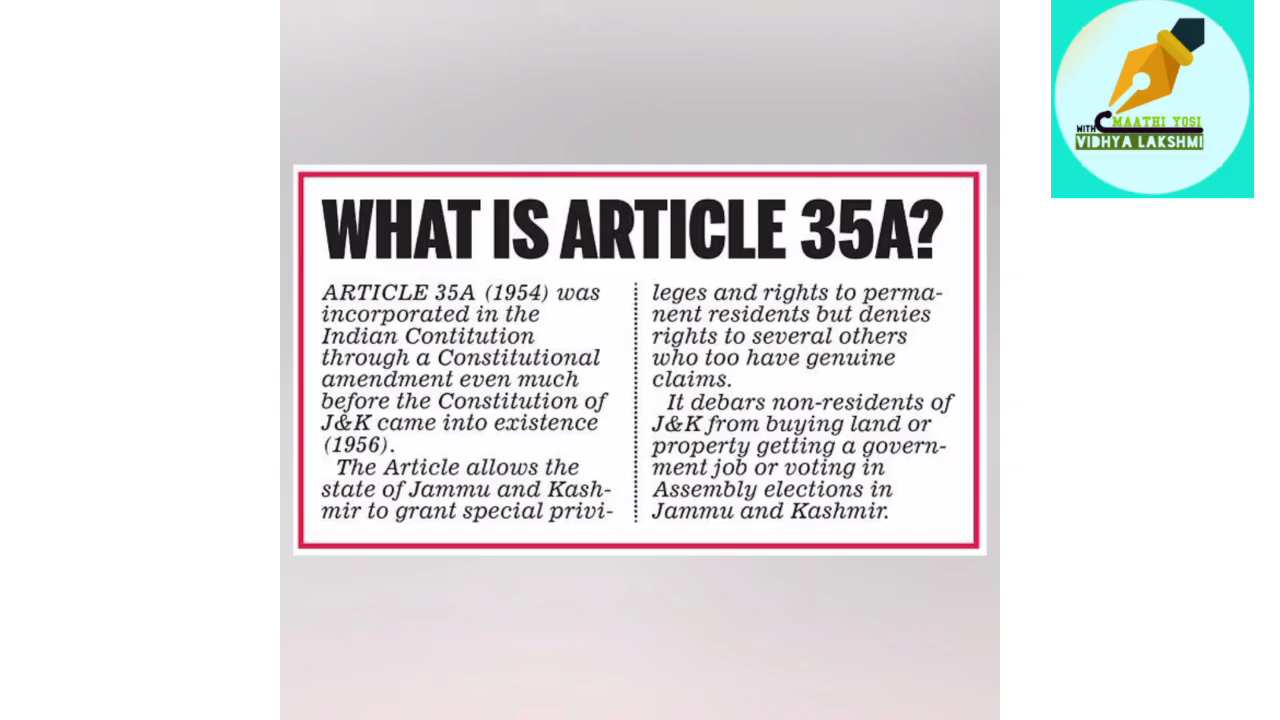 WHAT IS ARTICLE 35A?
ARTICLE 35A (1954) was
incorporated in the
Indian Contitution
through a Constitutional
amendment even much
before the Constitution of
J&K came into existence
(1956).
The Article allows the
state of Jammu and Kash-
mir to grant special privi-
leges and rights to perma-
nent residents but denies
rights to several others
who too have genuine
claims.
It debars non-residents of
J&K from buying land or
property getting a govern-
ment job or voting in
Assembly elections in
Jammu and Kashmir.
MAATHI YOSI
WITH
VIDHYA LAKSHMI